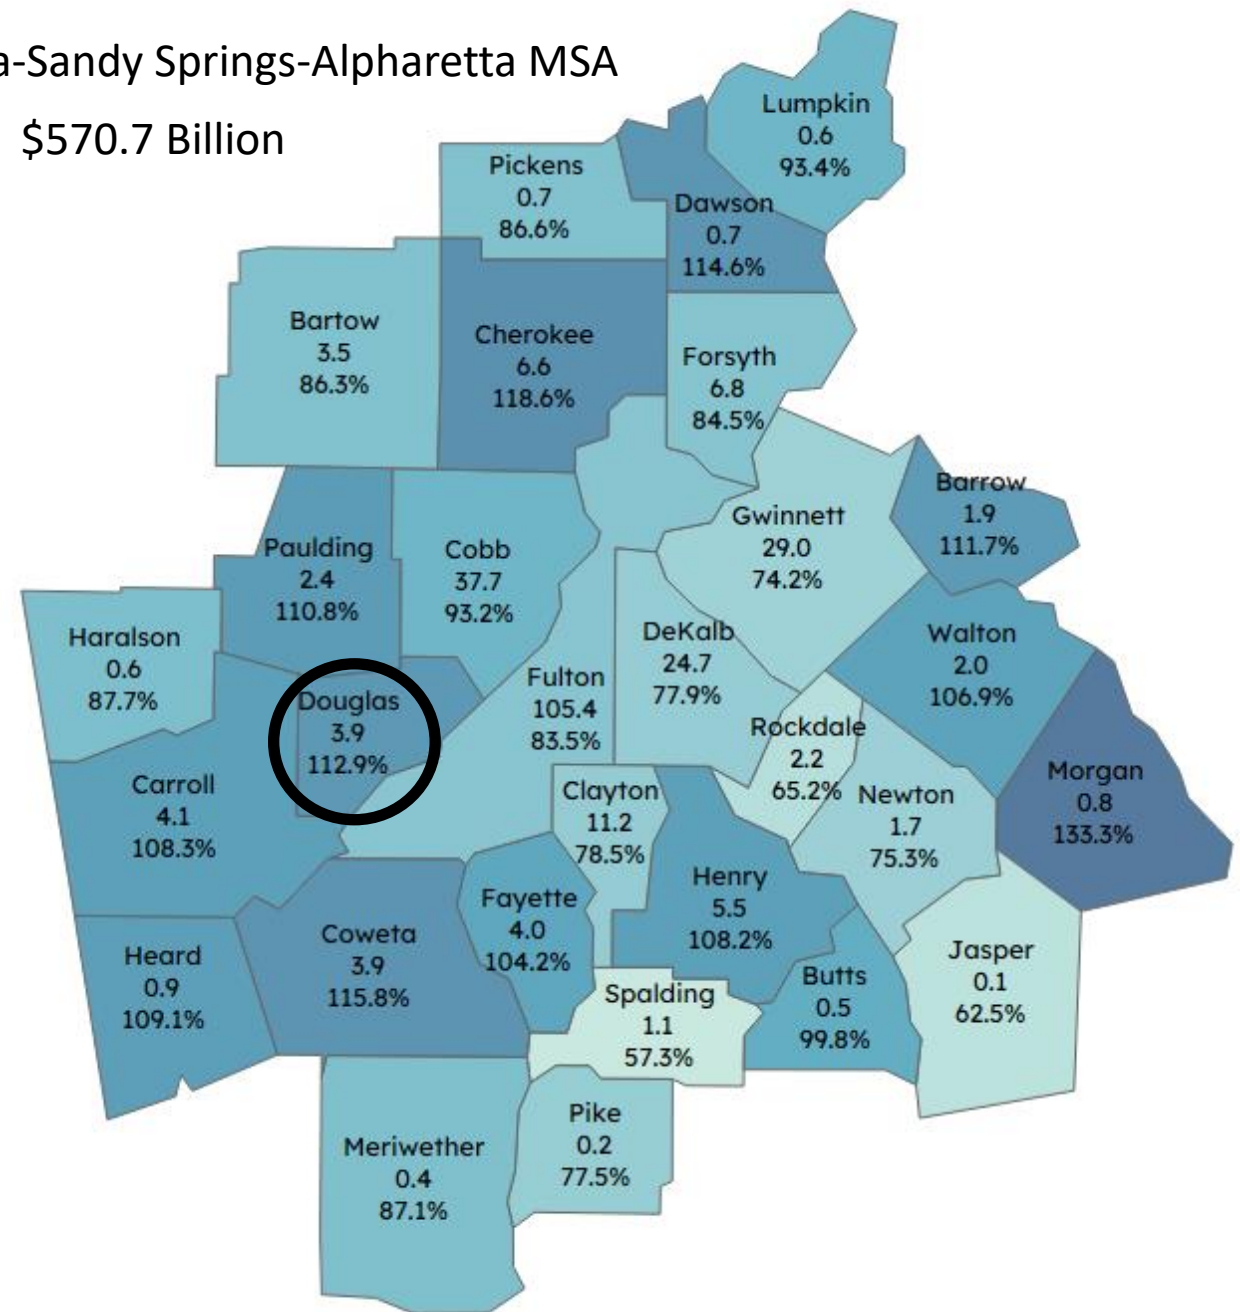 a-Sandy Springs-Alpharetta MSA
$570.7 Billion
Lumpkin
0.6
93.4%
Pickens
0.7
86.6%
Dawson
0.7
114.6%
Bartow
3.5
86.3%
Cherokee
6.6
118.6%
Forsyth
6.8
84.5%
Barrow
1.9
111.7%
Gwinnett
29.0
74.2%
Paulding
2.4
110.8%
Cobb
37.7
93.2%
Haralson
0.6
87.7%
DeKalb
24.7
77.9%
Walton
2.0
106.9%
Douglas
3.9
112.9%
Fulton
105.4
83.5%
Rockdale
2.2
65.2%
Carroll
4.1
108.3%
Clayton
11.2
78.5%
Newton
1.7
75.3%
Morgan
0.8
133.3%
Henry
5.5
108.2%
Fayette
4.0
104.2%
Coweta
3.9
115.8%
Heard
0.9
109.1%
Jasper
0.1
62.5%
Butts
0.5
99.8%
Spalding
1.1
57.3%
Pike
0.2
77.5%
Meriwether
0.4
87.1%